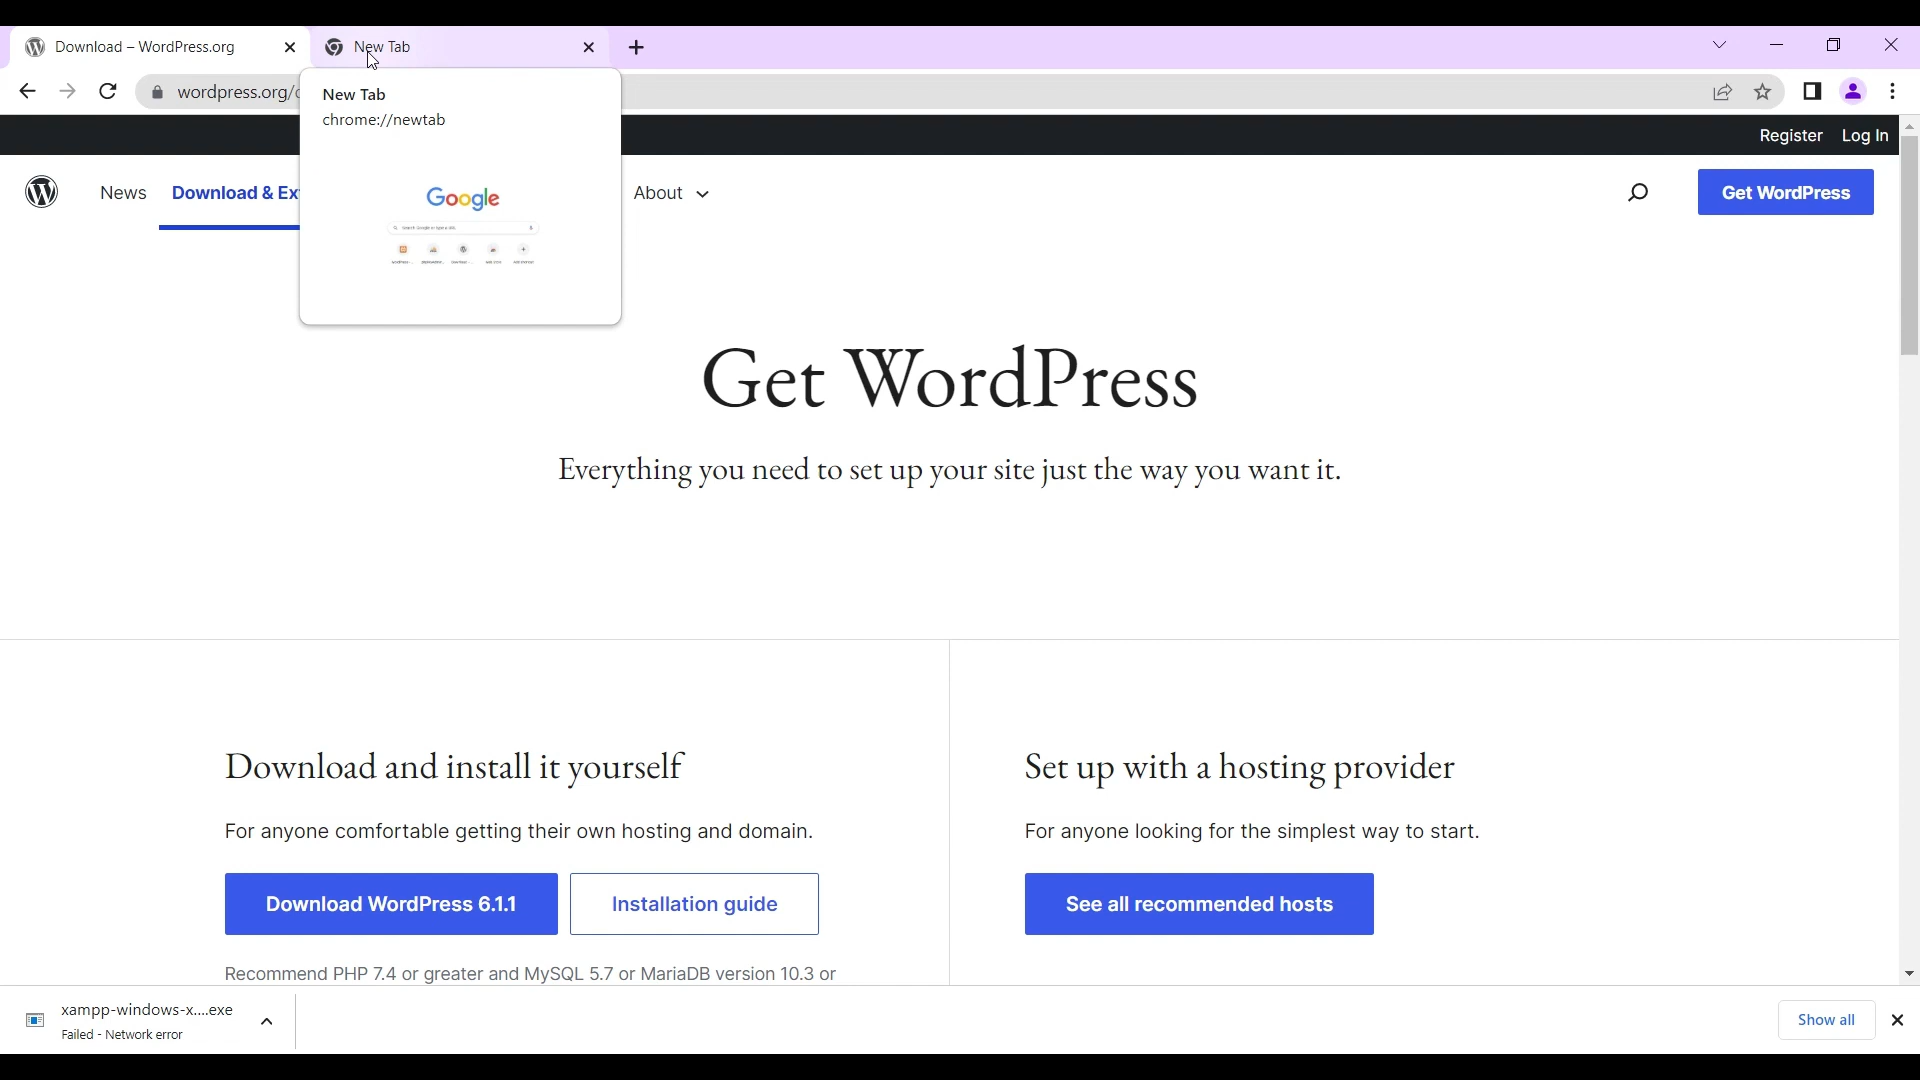 Download – WordPress.org
New Tab
wordpress.org/
New Tab
chrome://newtab
Register Log In
News Download & Ex About
Get WordPress
Google
Search Google or type a URL
Get WordPress
Everything you need to set up your site just the way you want it.
Download and install it yourself
For anyone comfortable getting their own hosting and domain.
Download WordPress 6.1.1
Installation guide
Recommend PHP 7.4 or greater and MySQL 5.7 or MariaDB version 10.3 or
Set up with a hosting provider
For anyone looking for the simplest way to start.
See all recommended hosts
xampp-windows-x....exe
Failed - Network error
Show all